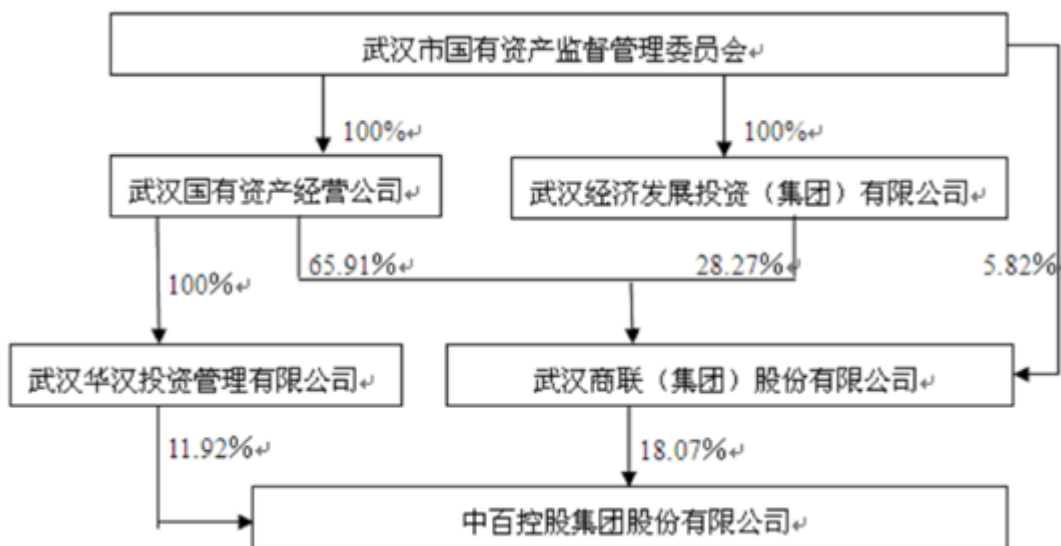 武汉市国有资产监督管理委员会↵
100%↵
100%↵
武汉国有资产经营公司↵
武汉经济发展投资（集团）有限公司↵
65.91%↵
28.27%↵
5.82%↵
100%↵
武汉华汉投资管理有限公司↵
武汉商联（集团）股份有限公司↵
11.92%↵
18.07%↵
中百控股集团股份有限公司↵